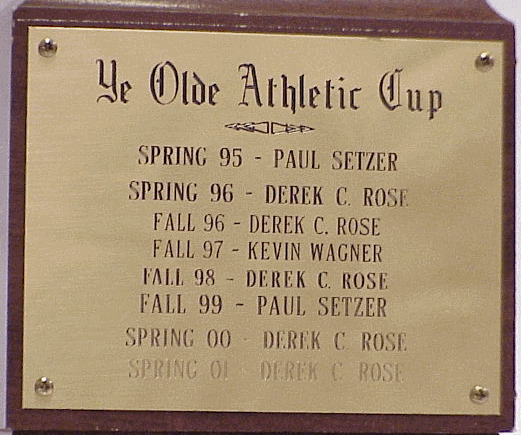 Ye Olde Athletic Cup
SPRING 95 - PAUL SETZER
SPRING 96 - DEREK C. ROSE
FALL 96 - DEREK C. ROSE
FALL 97 - KEVIN WAGNER
FALL 98 - DEREK C. ROSE
FALL 99 - PAUL SETZER
SPRING 00 - DEREK C ROSE
SPRING 01 - DEREK C ROSE